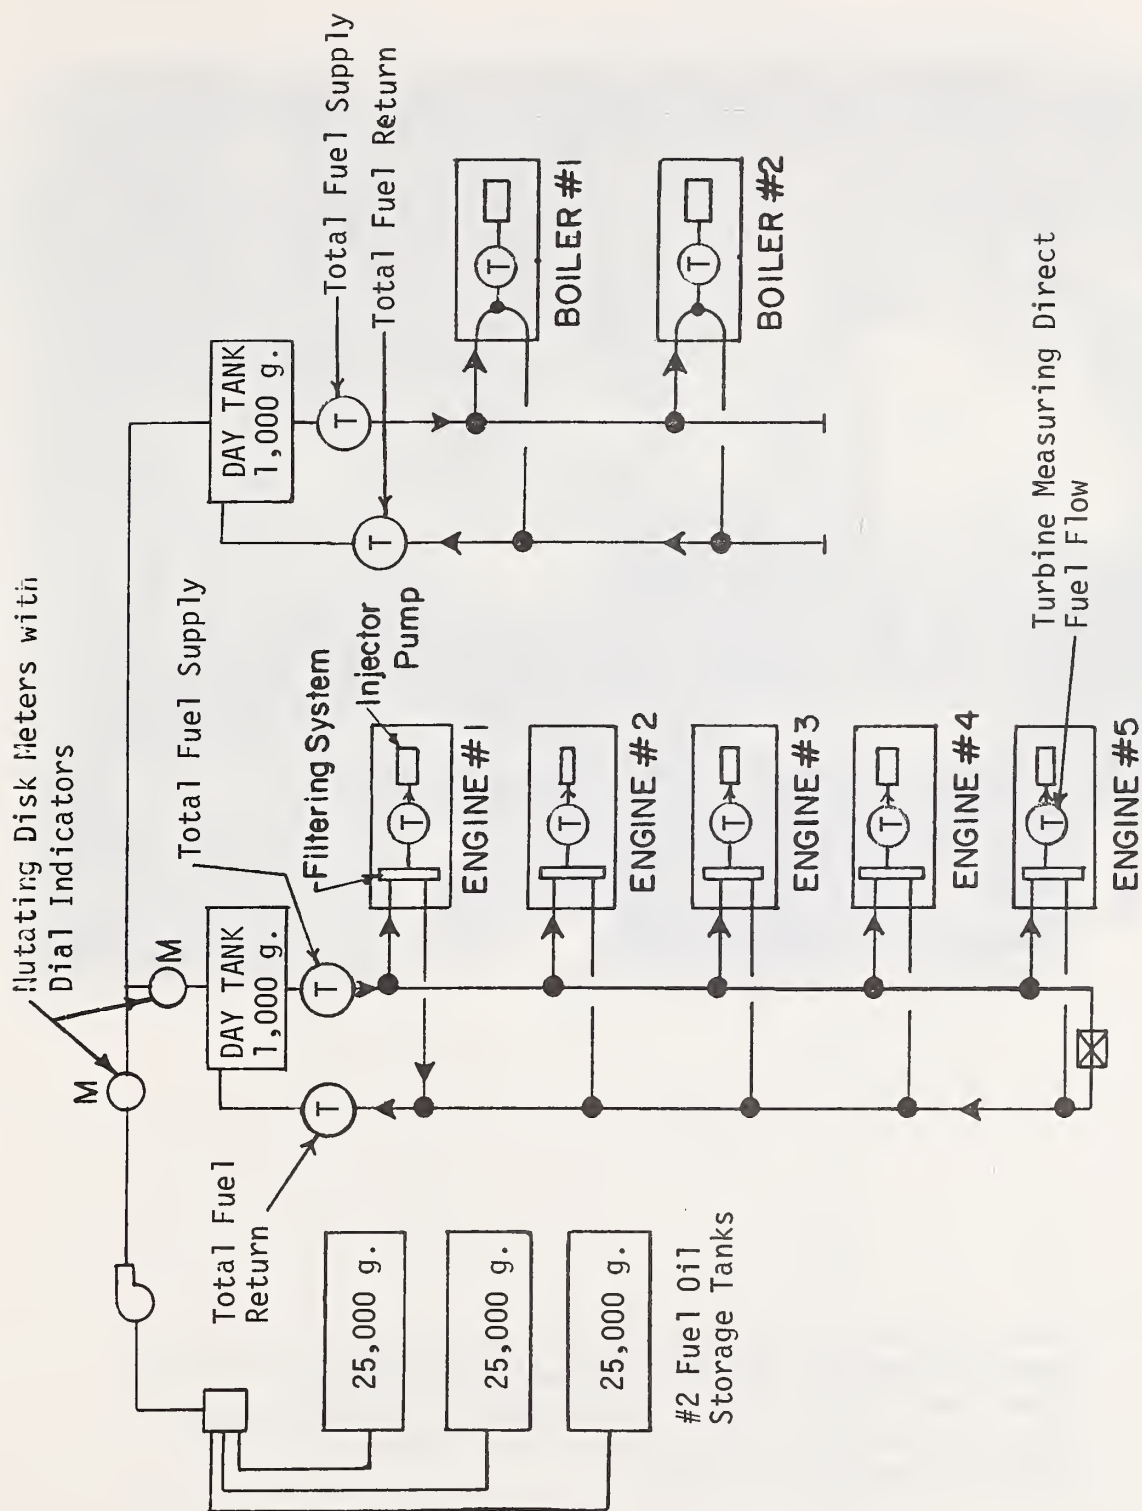 Nutating Disk Meters with
Dial Indicators
M
M
Total Fuel Supply
Total Fuel
Return
DAY TANK
1,000 g.
T
T
25,000 g.
25,000 g.
25,000 g.
#2 Fuel Oil
Storage Tanks
Filtering System
Injector
Pump
T
ENGINE #1
T
ENGINE #2
T
ENGINE #3
T
ENGINE #4
T
ENGINE #5
Turbine Measuring Direct
Fuel Flow
DAY TANK
1,000 g.
T
T
Total Fuel Supply
Total Fuel Return
T
BOILER #1
T
BOILER #2